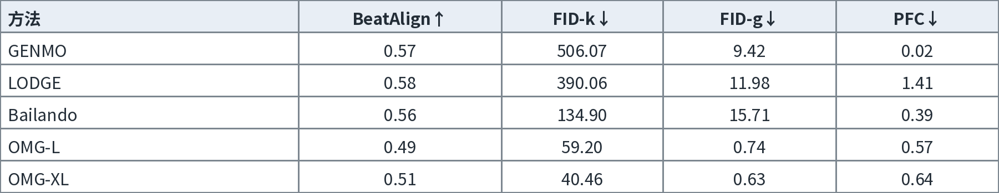 方法 BeatAlign↑ FID-k↓ FID-g↓ PFC↓
GENMO 0.57 506.07 9.42 0.02
LODGE 0.58 390.06 11.98 1.41
Bailando 0.56 134.90 15.71 0.39
OMG-L 0.49 59.20 0.74 0.57
OMG-XL 0.51 40.46 0.63 0.64